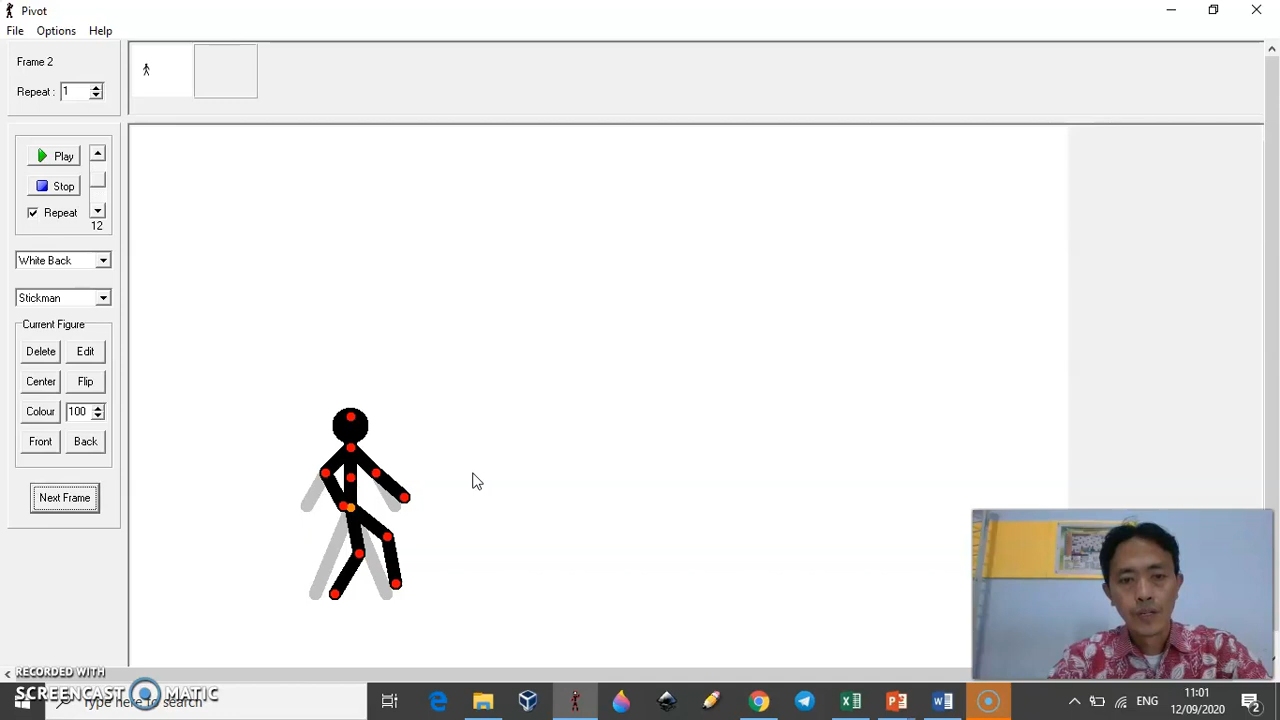 Pivot
File Options Help
Frame 2
Repeat : 1
Play
Stop
Repeat
12
White Back
Stickman
Current Figure
Delete Edit
Center Flip
Colour 100
Front Back
Next Frame
RECORDED WITH
SCREENCAST MATIC
Type here to search
ENG
11:01
12/09/2020
2